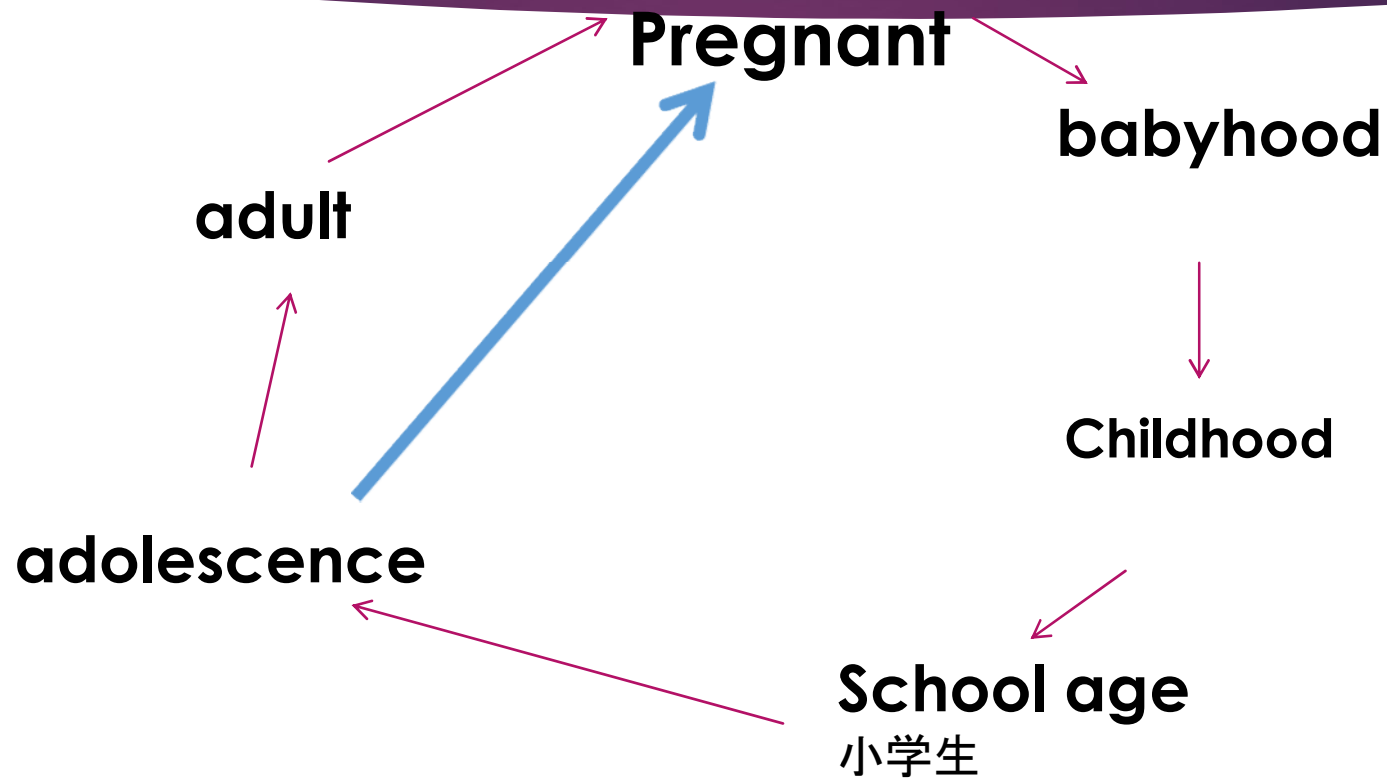 Pregnant
babyhood
adult
Childhood
adolescence
School age
小学生